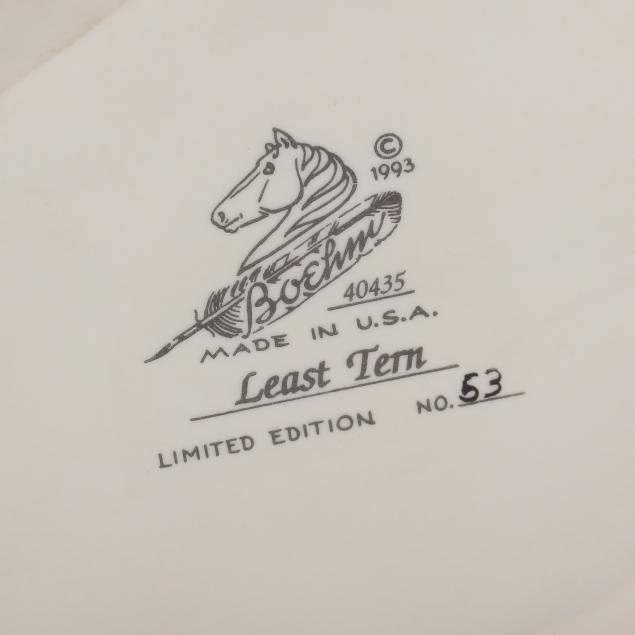 ©
1993
Boehm
40435
MADE IN U.S.A.
Least Tern
LIMITED EDITION NO. 53